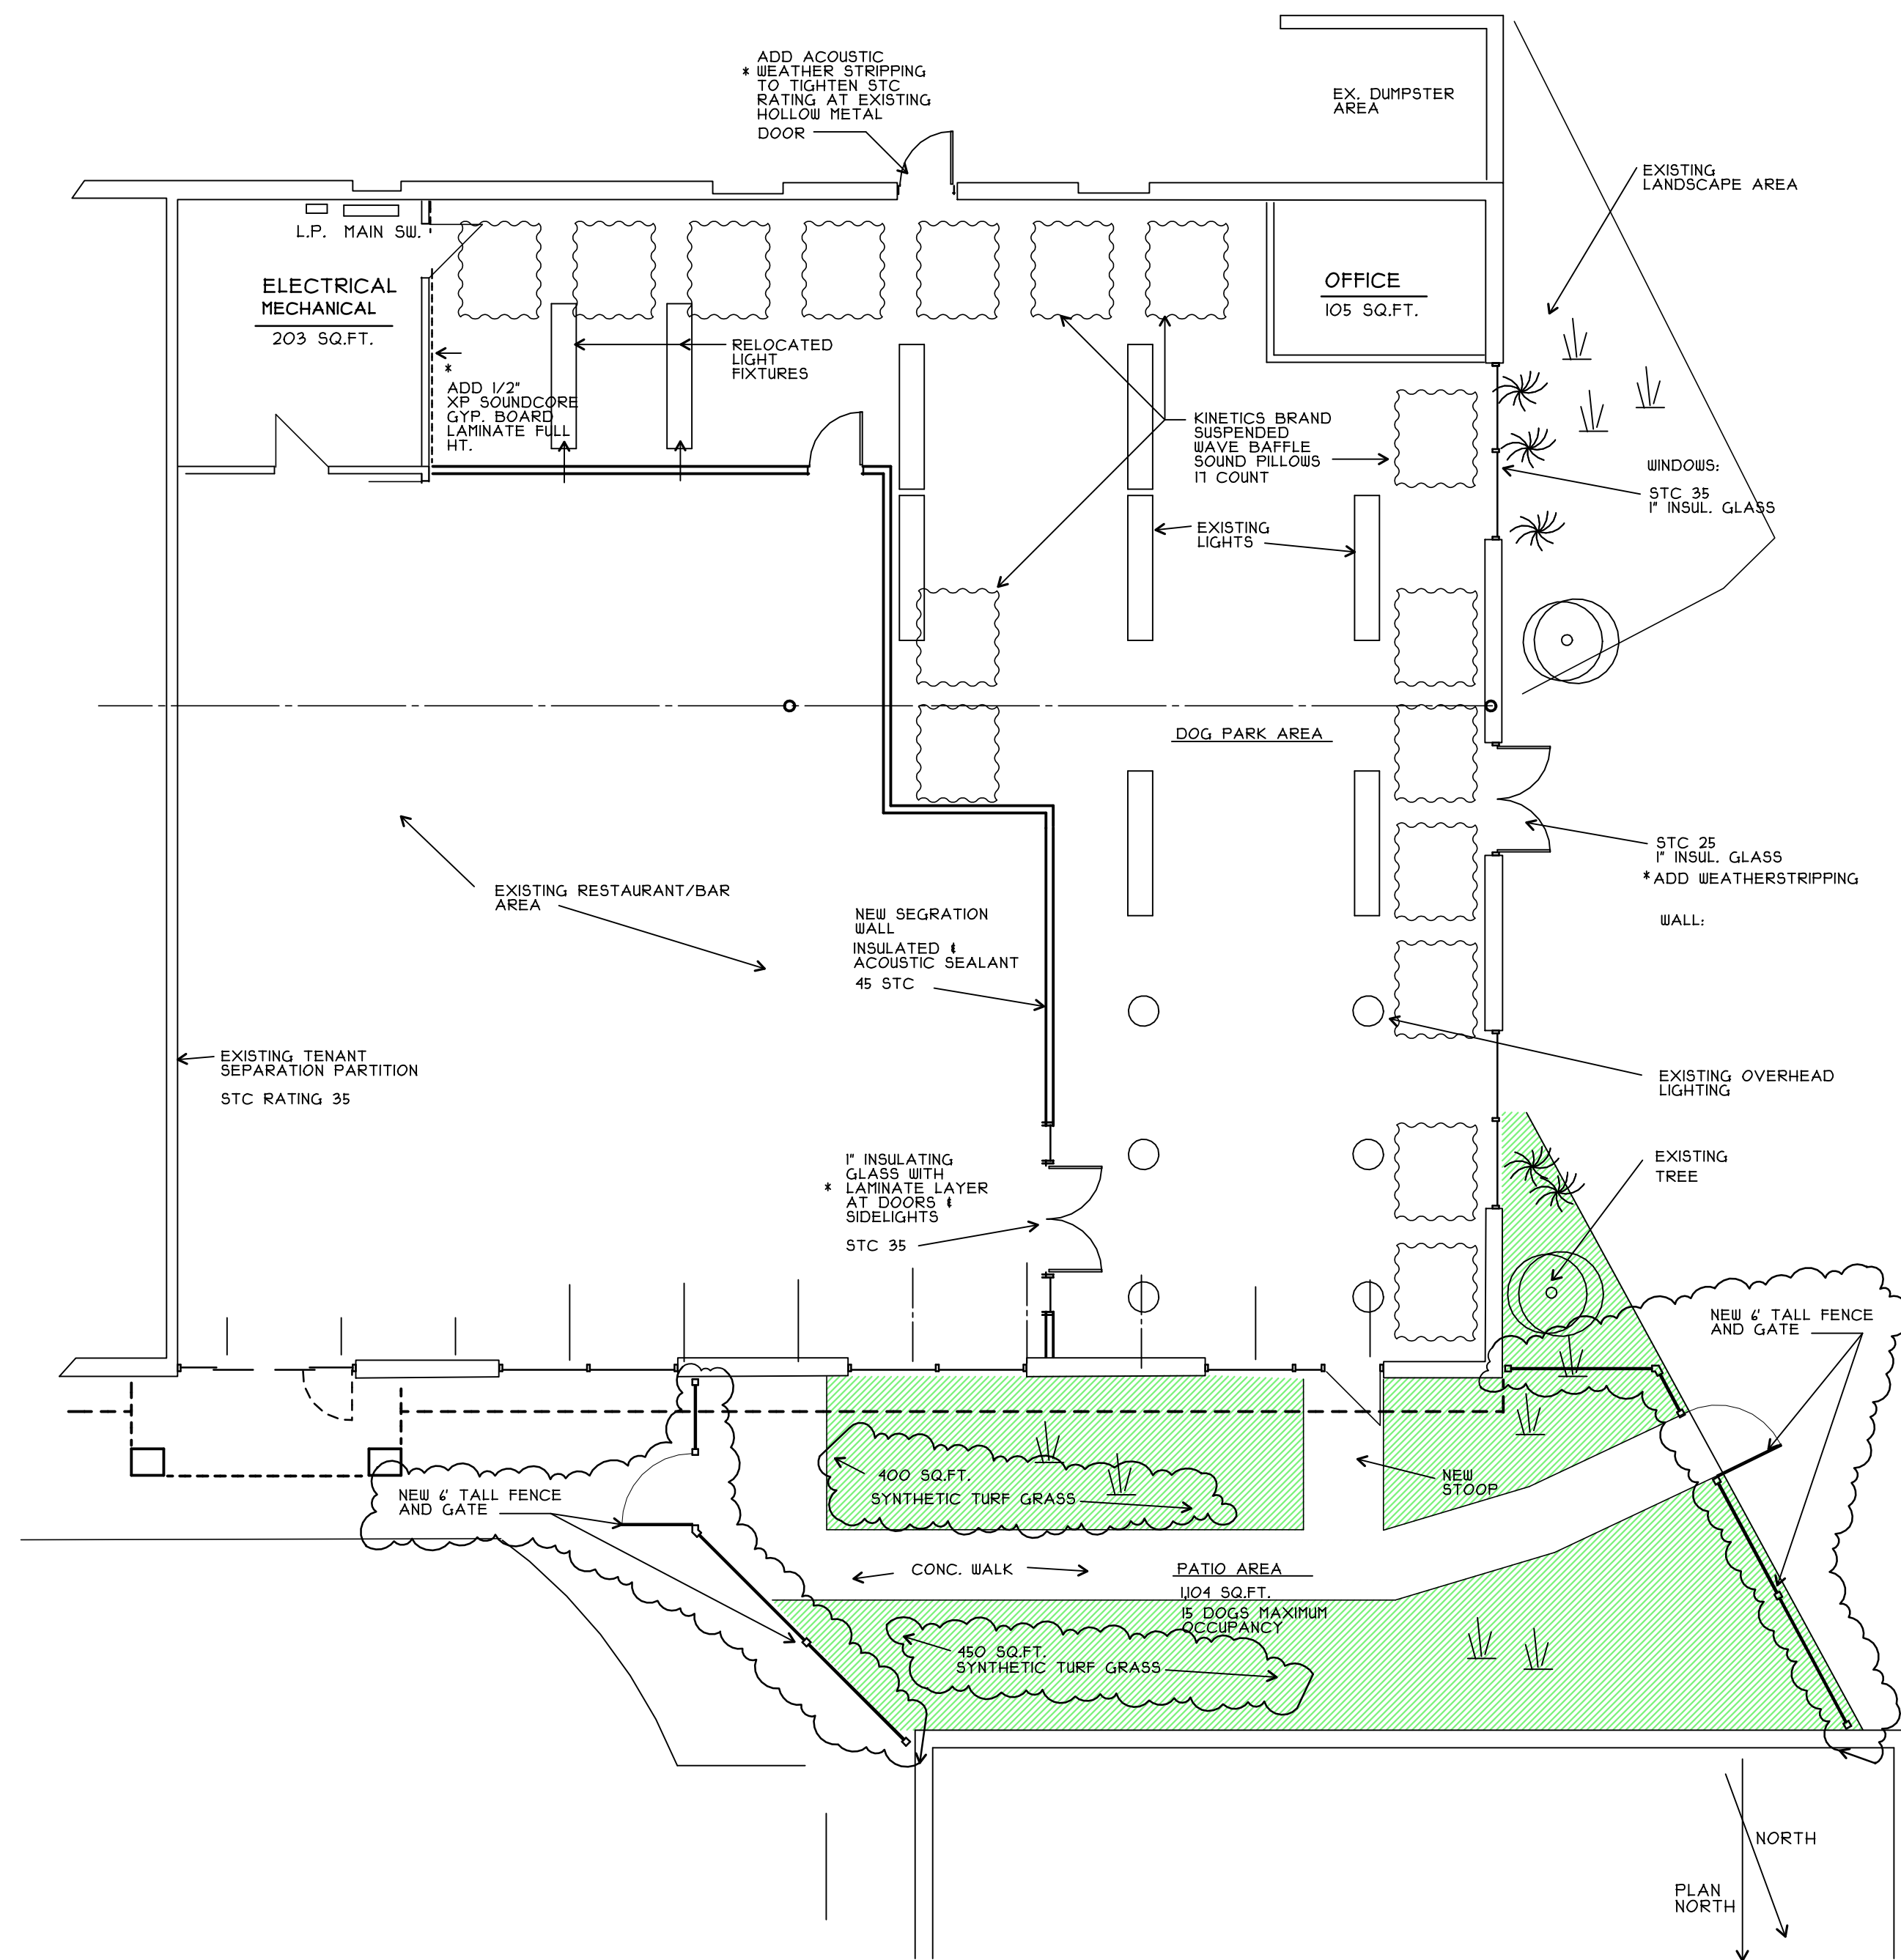 ADD ACOUSTIC
* WEATHER STRIPPING
TO TIGHTEN STC
RATING AT EXISTING
HOLLOW METAL
DOOR
EX. DUMPSTER
AREA
EXISTING
LANDSCAPE AREA
L.P. MAIN SW.
ELECTRICAL
MECHANICAL
203 SQ.FT.
OFFICE
105 SQ.FT.
RELOCATED
LIGHT
FIXTURES
*
ADD 1/2"
XP SOUNDCORE
GYP. BOARD
LAMINATE FULL
HT.
KINETICS BRAND
SUSPENDED
WAVE BAFFLE
SOUND PILLOWS
17 COUNT
WINDOWS:
STC 35
1" INSUL. GLASS
EXISTING
LIGHTS
DOG PARK AREA
STC 25
1" INSUL. GLASS
* ADD WEATHERSTRIPPING
WALL:
EXISTING RESTAURANT/BAR
AREA
NEW SEGRATION
WALL
INSULATED &
ACOUSTIC SEALANT
45 STC
EXISTING TENANT
SEPARATION PARTITION
STC RATING 35
EXISTING OVERHEAD
LIGHTING
1" INSULATING
GLASS WITH
* LAMINATE LAYER
AT DOORS &
SIDELIGHTS
STC 35
EXISTING
TREE
NEW 6' TALL FENCE
AND GATE
NEW 6' TALL FENCE
AND GATE
400 SQ.FT.
SYNTHETIC TURF GRASS
NEW
STOOP
CONC. WALK
PATIO AREA
1,104 SQ.FT.
15 DOGS MAXIMUM
OCCUPANCY
450 SQ.FT.
SYNTHETIC TURF GRASS
NORTH
PLAN
NORTH